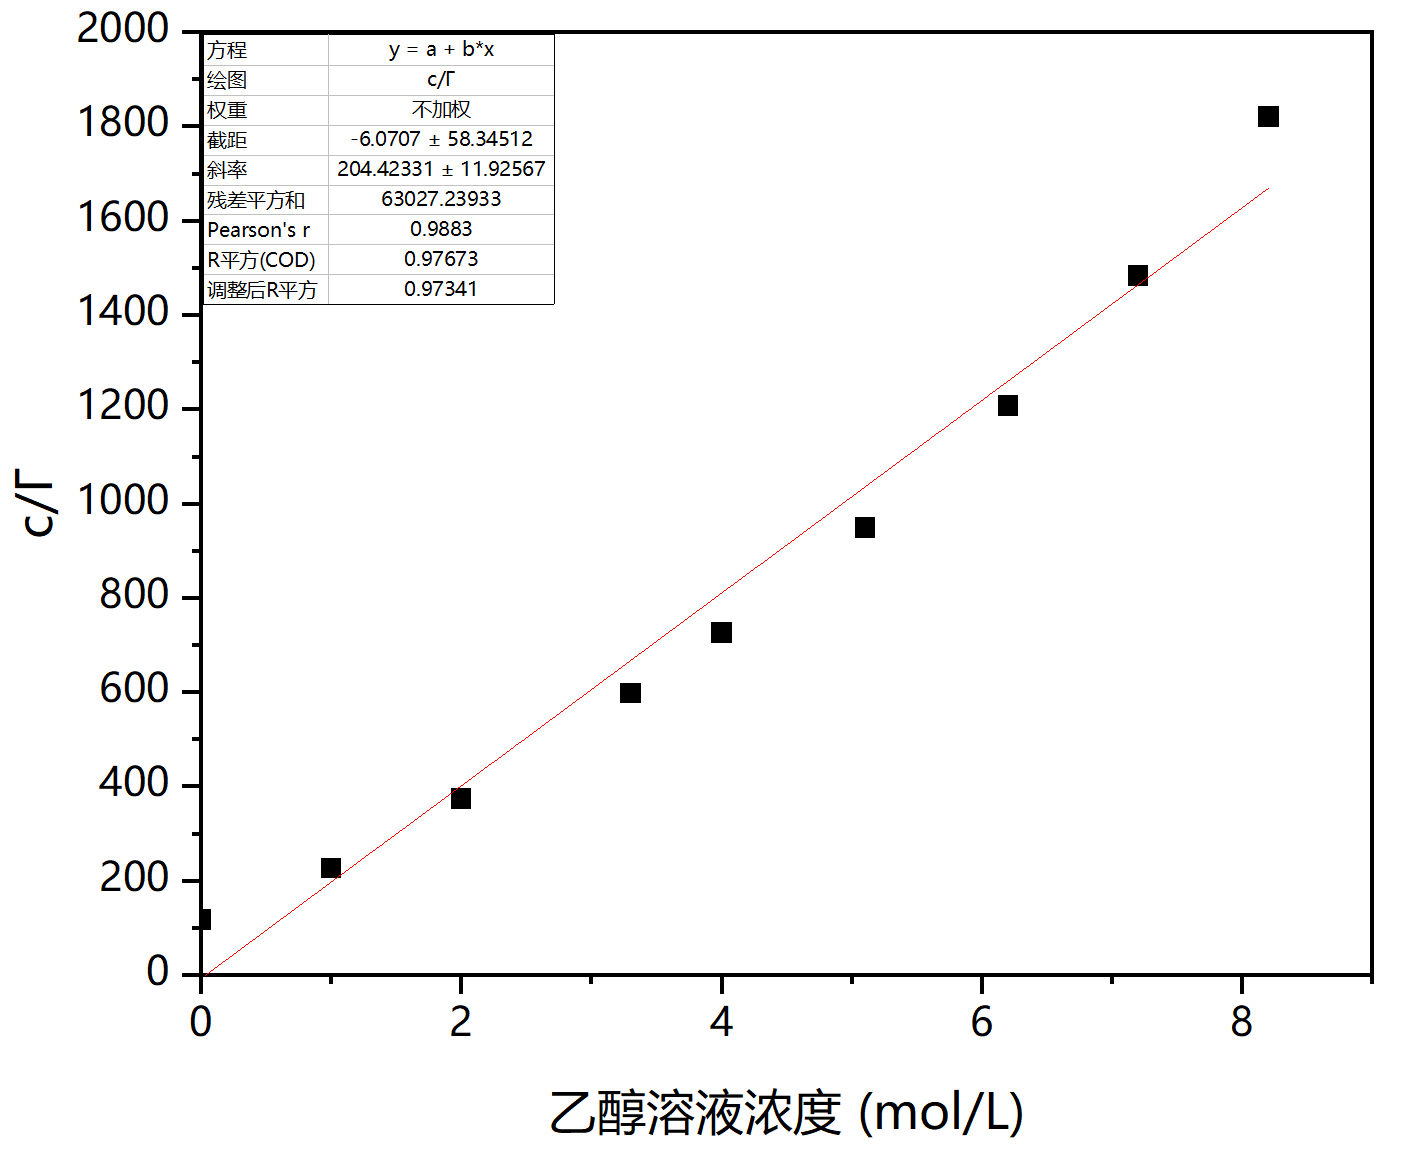 2000
1800
1600
1400
1200
1000
800
600
400
200
0
c/Γ
方程 y = a + b*x
绘图 c/Γ
权重 不加权
截距 -6.0707 ± 58.34512
斜率 204.42331 ± 11.92567
残差平方和 63027.23933
Pearson's r 0.9883
R平方(COD) 0.97673
调整后R平方 0.97341
0 2 4 6 8
乙醇溶液浓度 (mol/L)